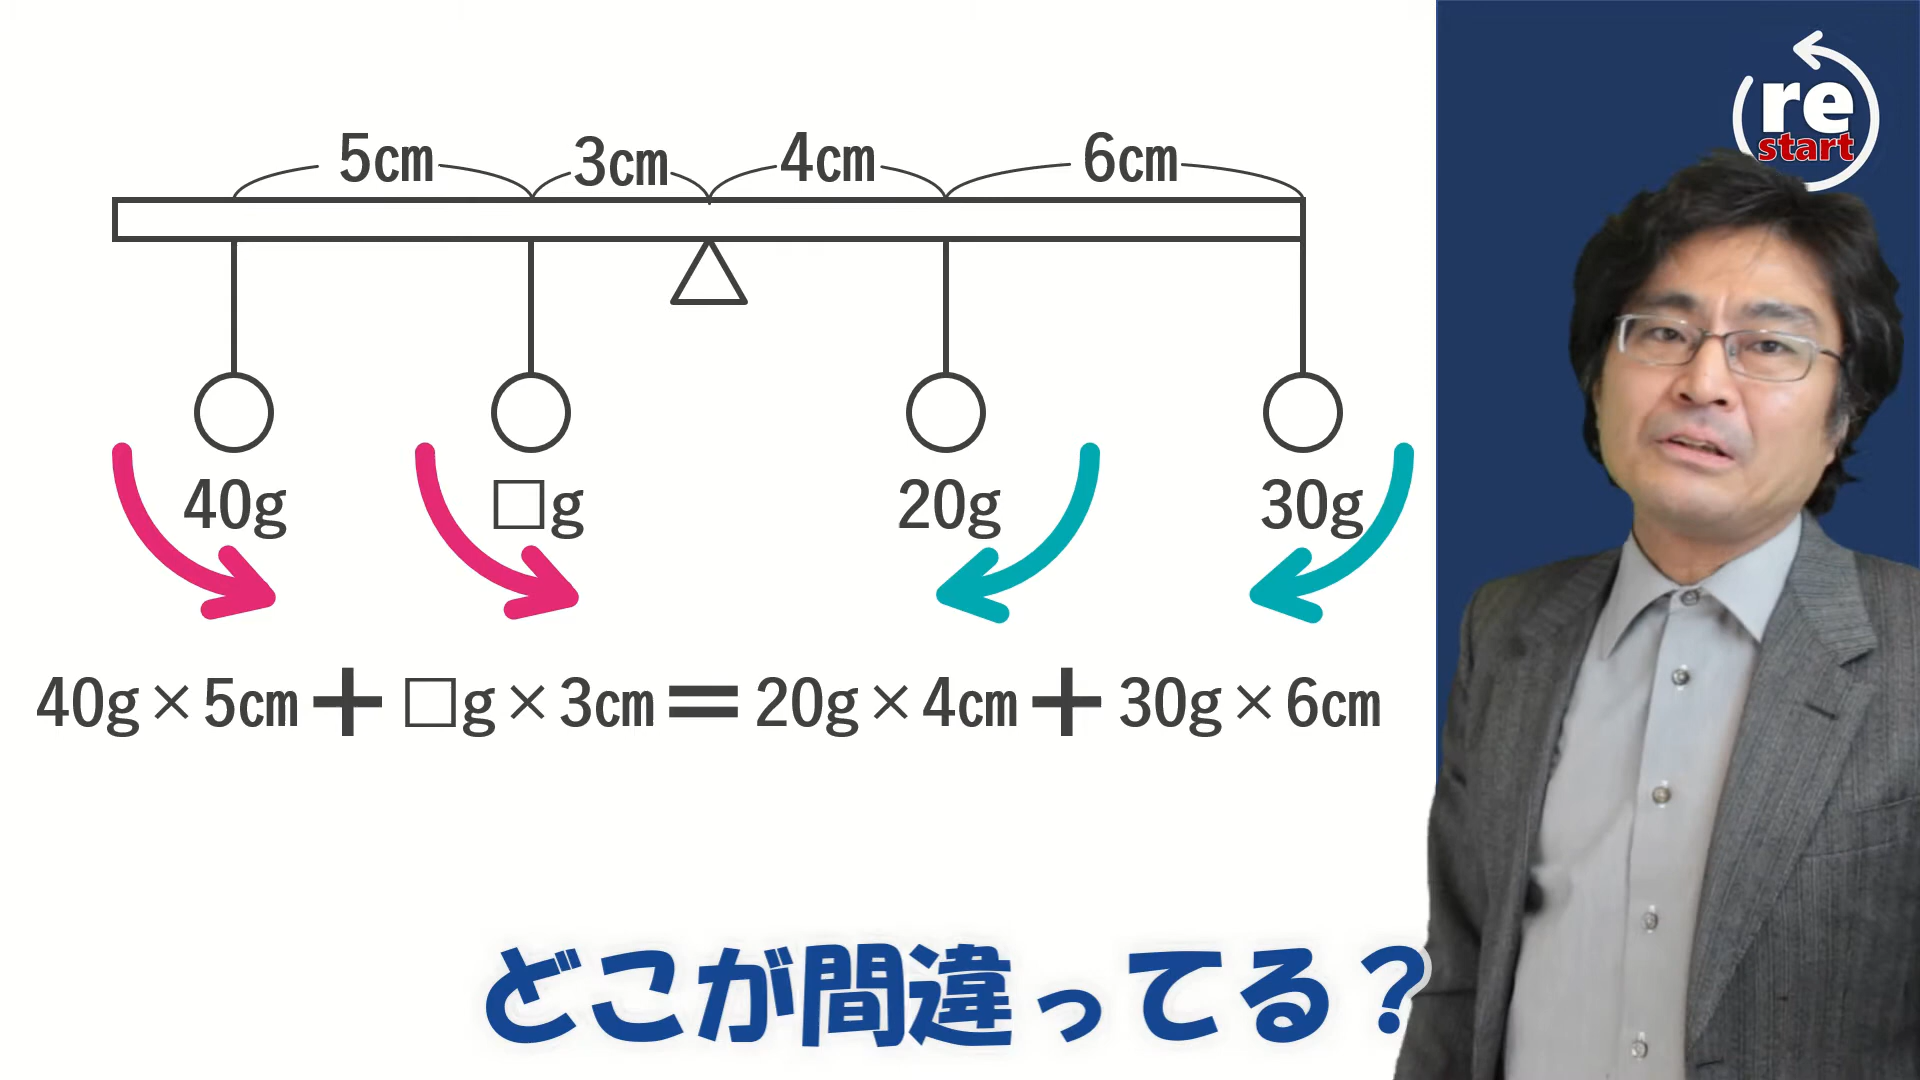 re
start
5cm 3cm 4cm 6cm
40g □g 20g 30g
40g×5cm+□g×3cm=20g×4cm+30g×6cm
どこが間違ってる？